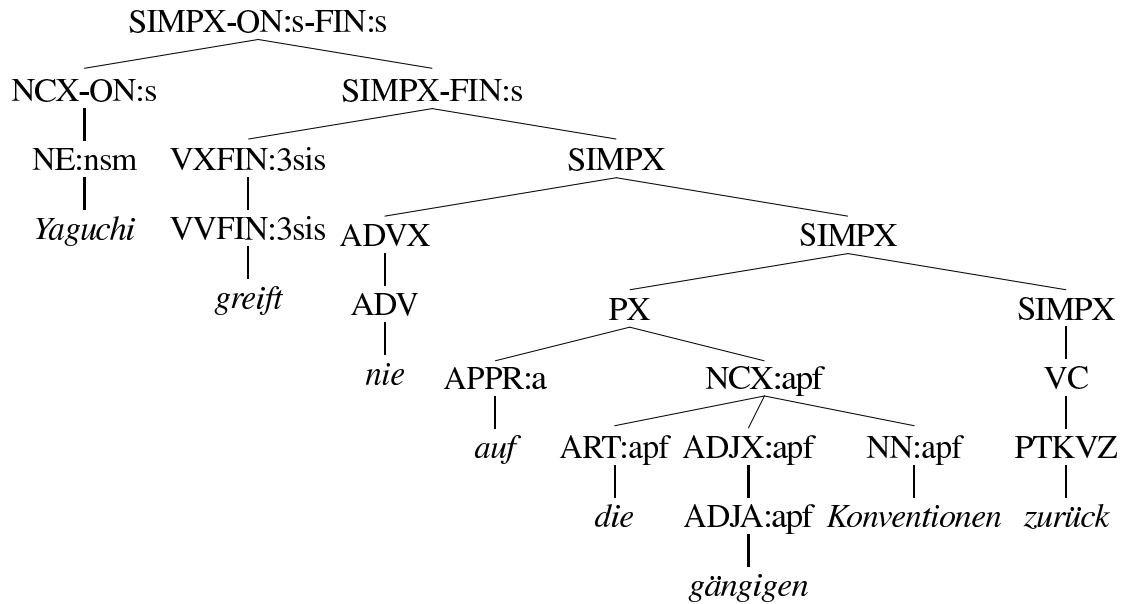 SIMPX-ON:s-FIN:s
NCX-ON:s SIMPX-FIN:s
NE:nsm VXFIN:3sis SIMPX
Yaguchi VVFIN:3sis ADVX SIMPX
greift ADV PX SIMPX
nie APPR:a NCX:apf VC
auf ART:apf ADJX:apf NN:apf PTKVZ
die ADJA:apf Konventionen zurück
gängigen